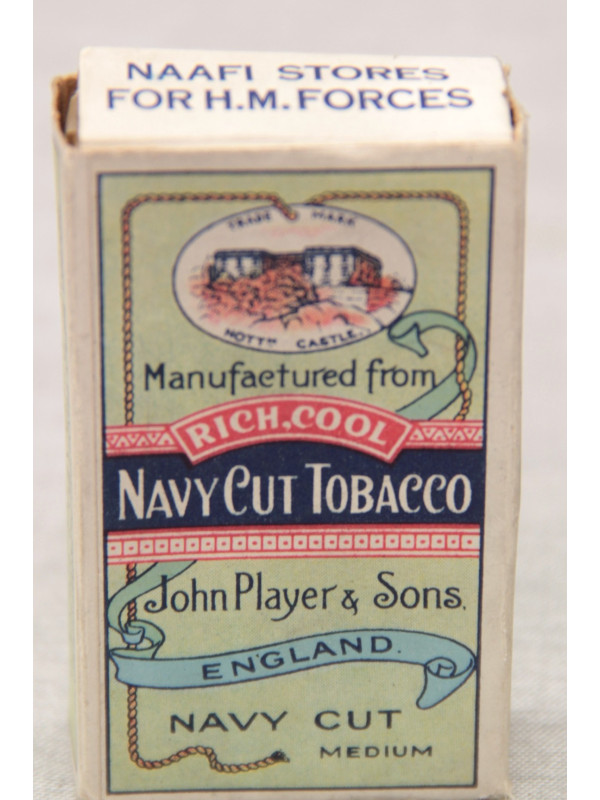 NAAFI STORES
FOR H.M. FORCES
TRADE MARK
NOTTM CASTLE.
Manufactured from
RICH, COOL
NAVY CUT TOBACCO
John Player & Sons.
ENGLAND.
NAVY CUT
MEDIUM